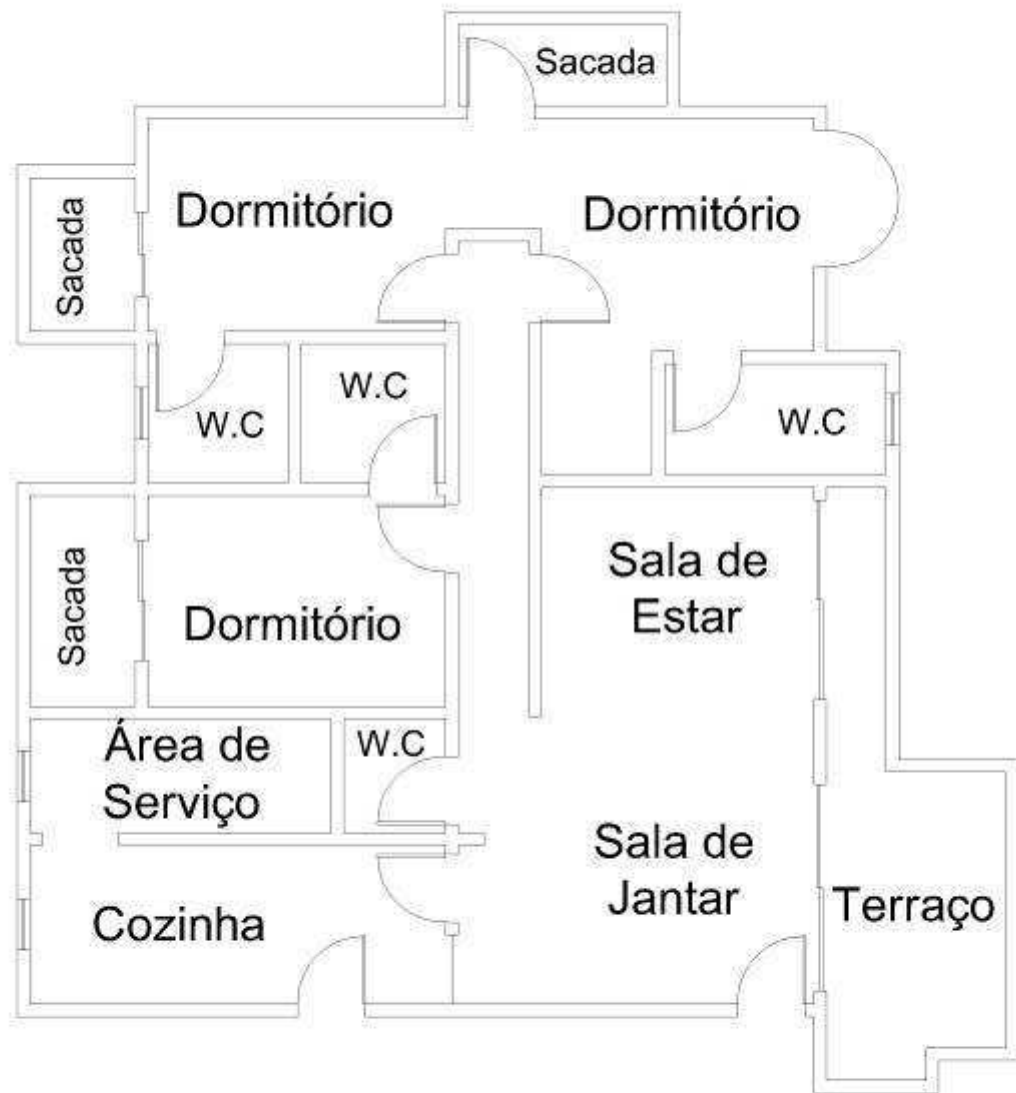 Sacada
Dormitório
Dormitório
Sacada
W.C
W.C
W.C
Sala de
Estar
Sacada
Dormitório
Área de
Serviço
W.C
Sala de
Jantar
Terraço
Cozinha